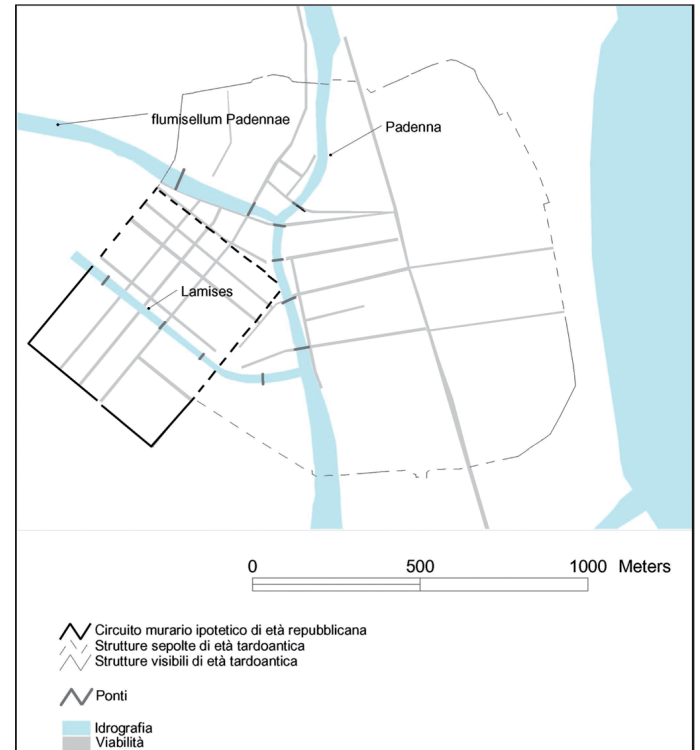 flumisellum Padennae
Padenna
Lamises
0 500 1000 Meters
Circuito murario ipotetico di età repubblicana
Strutture sepolte di età tardoantica
Strutture visibili di età tardoantica
Ponti
Idrografia
Viabilità